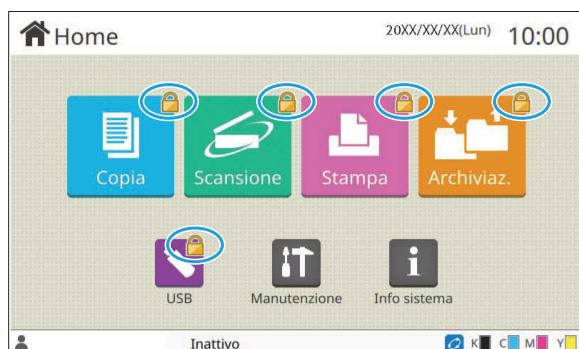 Home 20XX/XX/XX(Lun) 10:00
Copia Scansione Stampa Archiviaz.
USB Manutenzione Info sistema
Inattivo K C M Y